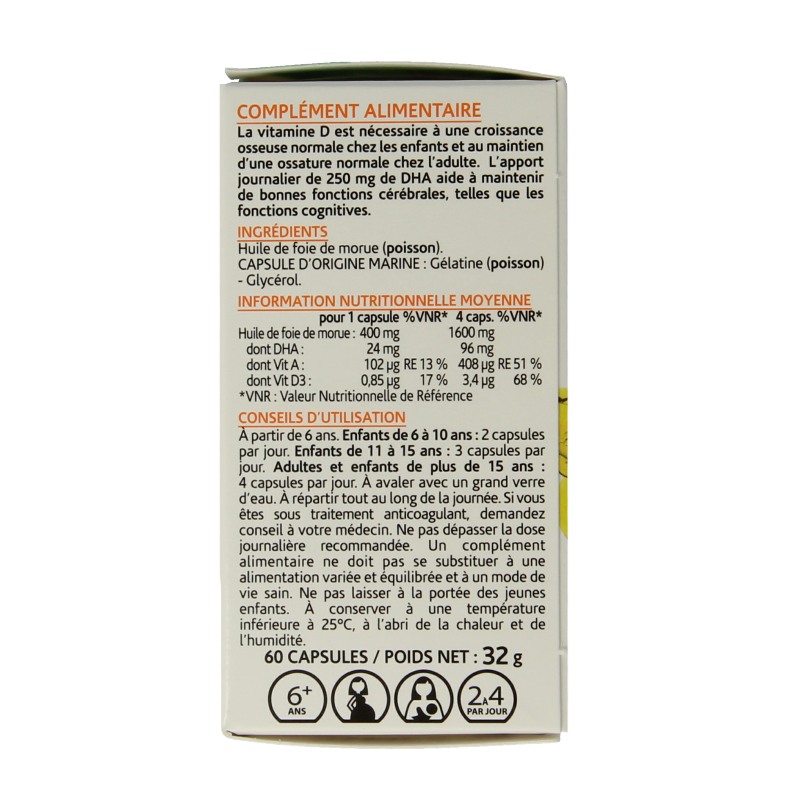 COMPLÉMENT ALIMENTAIRE
La vitamine D est nécessaire à une croissance
osseuse normale chez les enfants et au maintien
d'une ossature normale chez l'adulte. L'apport
journalier de 250 mg de DHA aide à maintenir
de bonnes fonctions cérébrales, telles que les
fonctions cognitives.
INGRÉDIENTS
Huile de foie de morue (poisson).
CAPSULE D'ORIGINE MARINE : Gélatine (poisson)
- Glycérol.
INFORMATION NUTRITIONNELLE MOYENNE
pour 1 capsule %VNR* 4 caps. %VNR*
Huile de foie de morue : 400 mg 1600 mg
dont DHA : 24 mg 96 mg
dont Vit A : 102 µg RE 13 % 408 µg RE 51 %
dont Vit D3 : 0,85 µg 17 % 3,4 µg 68 %
*VNR : Valeur Nutritionnelle de Référence
CONSEILS D'UTILISATION
À partir de 6 ans. Enfants de 6 à 10 ans : 2 capsules
par jour. Enfants de 11 à 15 ans : 3 capsules par
jour. Adultes et enfants de plus de 15 ans :
4 capsules par jour. À avaler avec un grand verre
d'eau. À répartir tout au long de la journée. Si vous
êtes sous traitement anticoagulant, demandez
conseil à votre médecin. Ne pas dépasser la dose
journalière recommandée. Un complément
alimentaire ne doit pas se substituer à une
alimentation variée et équilibrée et à un mode de
vie sain. Ne pas laisser à la portée des jeunes
enfants. À conserver à une température
inférieure à 25°C, à l'abri de la chaleur et de
l'humidité.
60 CAPSULES / POIDS NET : 32 g
6+
ANS
2 À 4
PAR JOUR